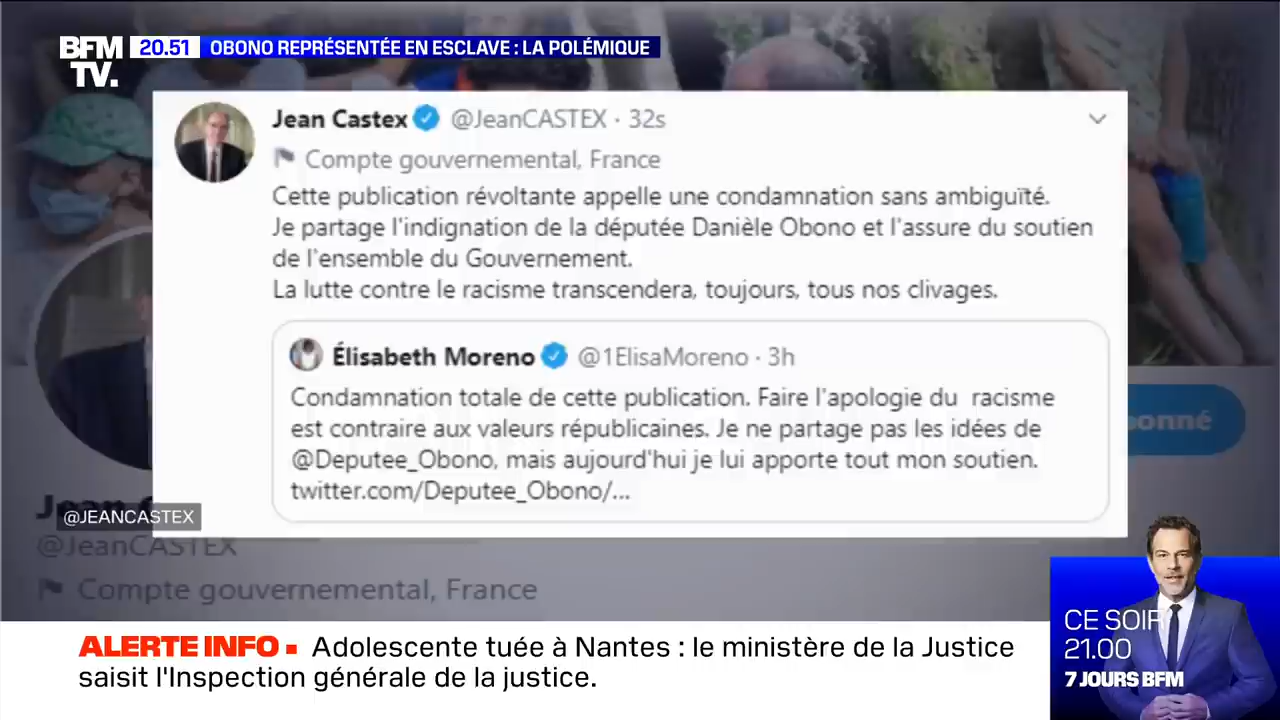 BFM
TV.
20.51
OBONO REPRÉSENTÉE EN ESCLAVE : LA POLÉMIQUE
Jean Castex @JeanCASTEX · 32s
Compte gouvernemental, France
Cette publication révoltante appelle une condamnation sans ambiguïté.
Je partage l'indignation de la députée Danièle Obono et l'assure du soutien
de l'ensemble du Gouvernement.
La lutte contre le racisme transcendera, toujours, tous nos clivages.
Élisabeth Moreno @1ElisaMoreno · 3h
Condamnation totale de cette publication. Faire l'apologie du racisme
est contraire aux valeurs républicaines. Je ne partage pas les idées de
@Deputee_Obono, mais aujourd'hui je lui apporte tout mon soutien.
twitter.com/Deputee_Obono/...
onné
@JEANCASTEX
@JeanCASTEX
Compte gouvernemental, France
CE SOIR
21.00
7 JOURS BFM
ALERTE INFO Adolescente tuée à Nantes : le ministère de la Justice
saisit l'Inspection générale de la justice.